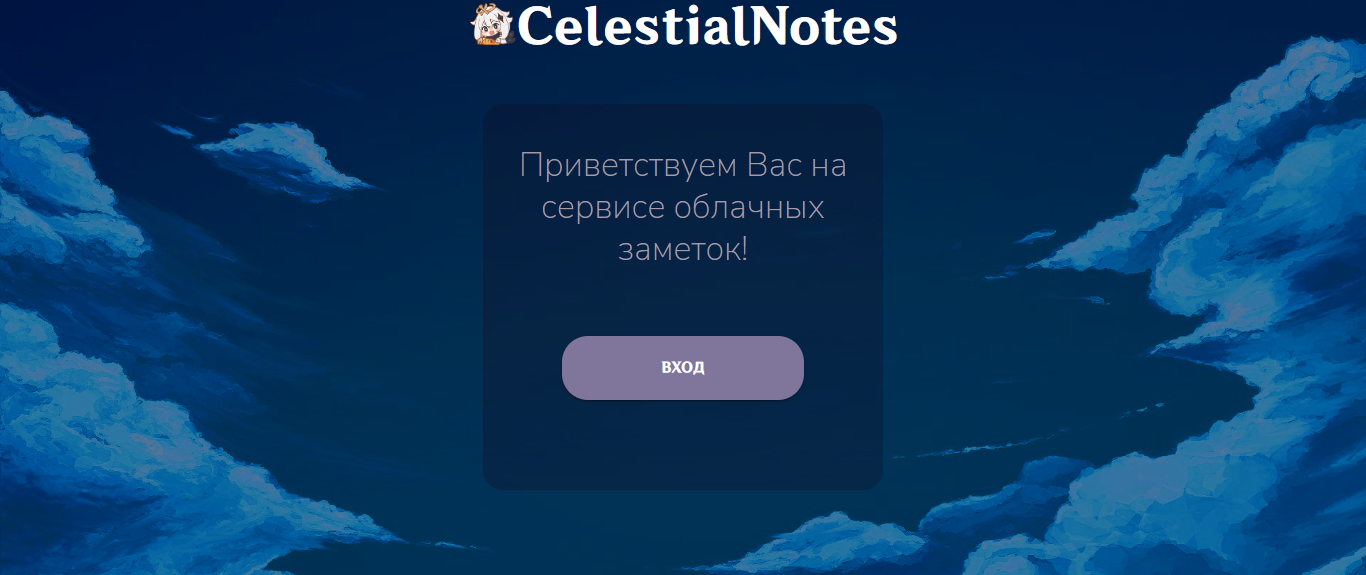 CelestialNotes
Приветствуем Вас на
сервисе облачных
заметок!
ВХОД